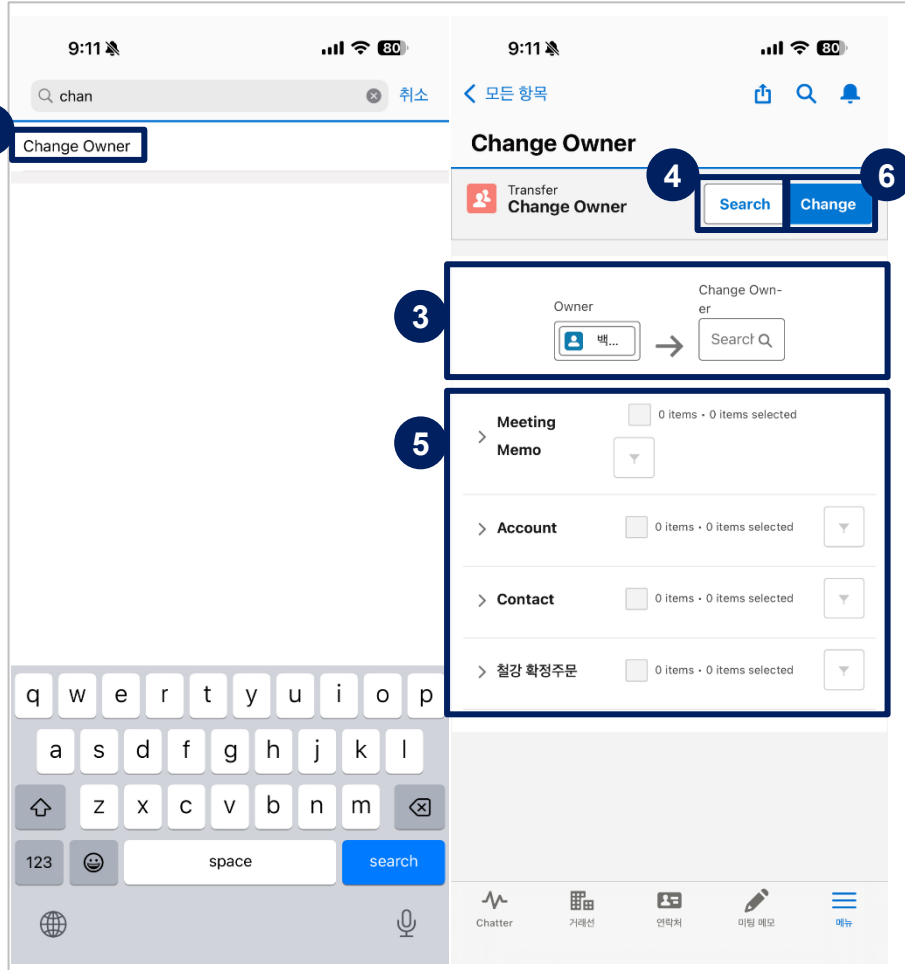 9:11
80
chan
취소
Change Owner
q w e r t y u i o p
a s d f g h j k l
z x c v b n m
123
space
search
9:11
80
모든 항목
Change Owner
4
6
Transfer
Change Owner
Search
Change
3
Owner
백...
Change Own-
er
Search
5
Meeting
Memo
0 items • 0 items selected
Account
0 items • 0 items selected
Contact
0 items • 0 items selected
철강 확정주문
0 items • 0 items selected
Chatter
거래선
연락처
미팅 메모
메뉴